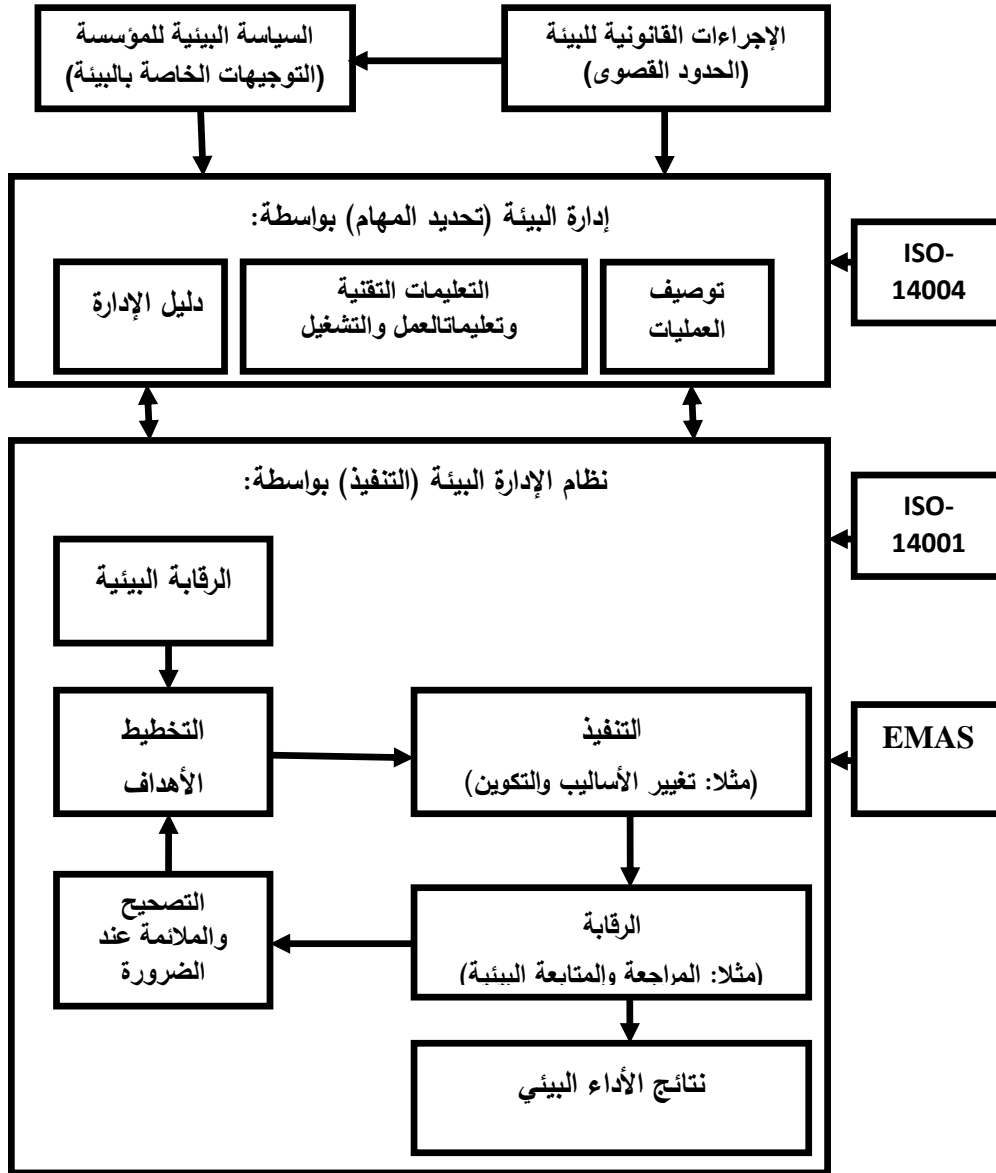 الإجراءات القانونية للبيئة
(الحدود القصوى)
السياسة البيئية للمؤسسة
(التوجيهات الخاصة بالبيئة)
إدارة البيئة (تحديد المهام) بواسطة:
ISO-
14004
توصيف
العمليات
التعليمات التقنية
وتعليماتالعمل والتشغيل
دليل الإدارة
نظام الإدارة البيئة (التنفيذ) بواسطة:
ISO-
14001
الرقابة البيئية
التخطيط
الأهداف
التنفيذ
(مثلا: تغيير الأساليب والتكوين)
EMAS
التصحيح
والملائمة عند
الضرورة
الرقابة
(مثلا: المراجعة والمتابعة البيئية)
نتائج الأداء البيئي